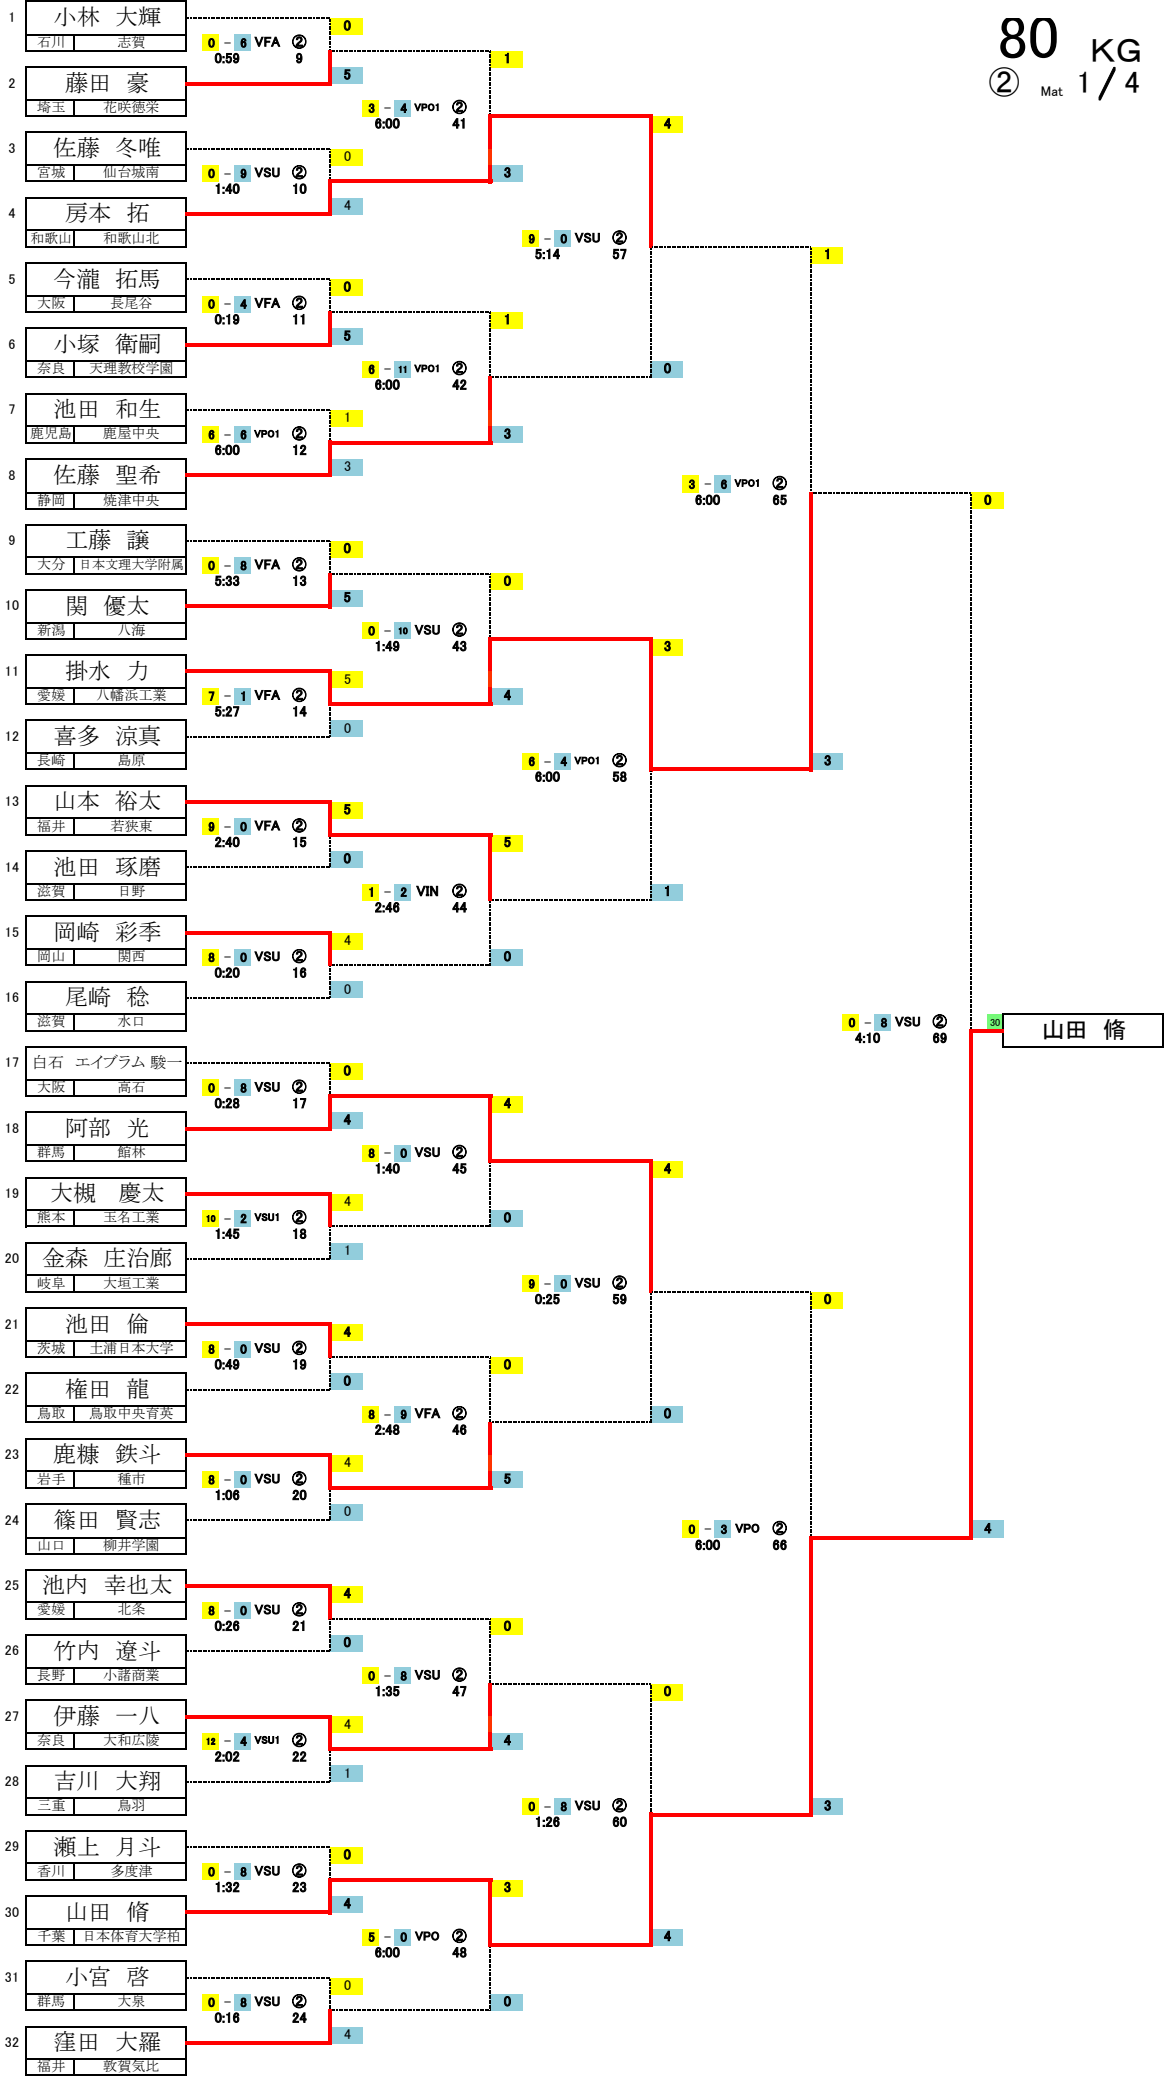 80 KG
② Mat 1/4
1 小林 大輝
石川 志賀
0 - 6 VFA ②
0:59 9
0
5
2 藤田 豪
埼玉 花咲徳栄
1
3 - 4 VPO1 ②
6:00 41
3
3 佐藤 冬唯
宮城 仙台城南
0 - 9 VSU ②
1:40 10
0
4
4 房本 拓
和歌山 和歌山北
4
9 - 0 VSU ②
5:14 57
0
5 今瀧 拓馬
大阪 長尾谷
0 - 4 VFA ②
0:19 11
0
5
6 小塚 衛嗣
奈良 天理教校学園
1
6 - 11 VPO1 ②
6:00 42
3
7 池田 和生
鹿児島 鹿屋中央
6 - 6 VPO1 ②
6:00 12
1
3
8 佐藤 聖希
静岡 焼津中央
1
3 - 6 VPO1 ②
6:00 65
3
9 工藤 譲
大分 日本文理大学附属
0 - 8 VFA ②
5:33 13
0
5
10 関 優太
新潟 八海
0
0 - 10 VSU ②
1:49 43
4
11 掛水 力
愛媛 八幡浜工業
7 - 1 VFA ②
5:27 14
5
0
12 喜多 涼真
長崎 島原
3
6 - 4 VPO1 ②
6:00 58
1
13 山本 裕太
福井 若狭東
9 - 0 VFA ②
2:40 15
5
0
14 池田 琢磨
滋賀 日野
5
1 - 2 VIN ②
2:46 44
0
15 岡崎 彩季
岡山 関西
8 - 0 VSU ②
0:20 16
4
0
16 尾崎 稔
滋賀 水口
0
0 - 8 VSU ②
4:10 69
4
30 山田 脩
17 白石 エイブラム 駿一
大阪 高石
0 - 8 VSU ②
0:28 17
0
4
18 阿部 光
群馬 館林
4
8 - 0 VSU ②
1:40 45
0
19 大槻 慶太
熊本 玉名工業
10 - 2 VSU1 ②
1:45 18
4
1
20 金森 庄治廊
岐阜 大垣工業
4
9 - 0 VSU ②
0:25 59
0
21 池田 倫
茨城 土浦日本大学
8 - 0 VSU ②
0:49 19
4
0
22 権田 龍
鳥取 鳥取中央育英
0
8 - 9 VFA ②
2:48 46
5
23 鹿糠 鉄斗
岩手 種市
8 - 0 VSU ②
1:06 20
4
0
24 篠田 賢志
山口 柳井学園
0
0 - 3 VPO ②
6:00 66
3
25 池内 幸也太
愛媛 北条
8 - 0 VSU ②
0:26 21
4
0
26 竹内 遼斗
長野 小諸商業
0
0 - 8 VSU ②
1:35 47
4
27 伊藤 一八
奈良 大和広陵
12 - 4 VSU1 ②
2:02 22
4
1
28 吉川 大翔
三重 鳥羽
0
0 - 8 VSU ②
1:26 60
4
29 瀬上 月斗
香川 多度津
0 - 8 VSU ②
1:32 23
0
4
30 山田 脩
千葉 日本体育大学柏
3
5 - 0 VPO ②
6:00 48
0
31 小宮 啓
群馬 大泉
0 - 8 VSU ②
0:16 24
0
4
32 窪田 大羅
福井 敦賀気比